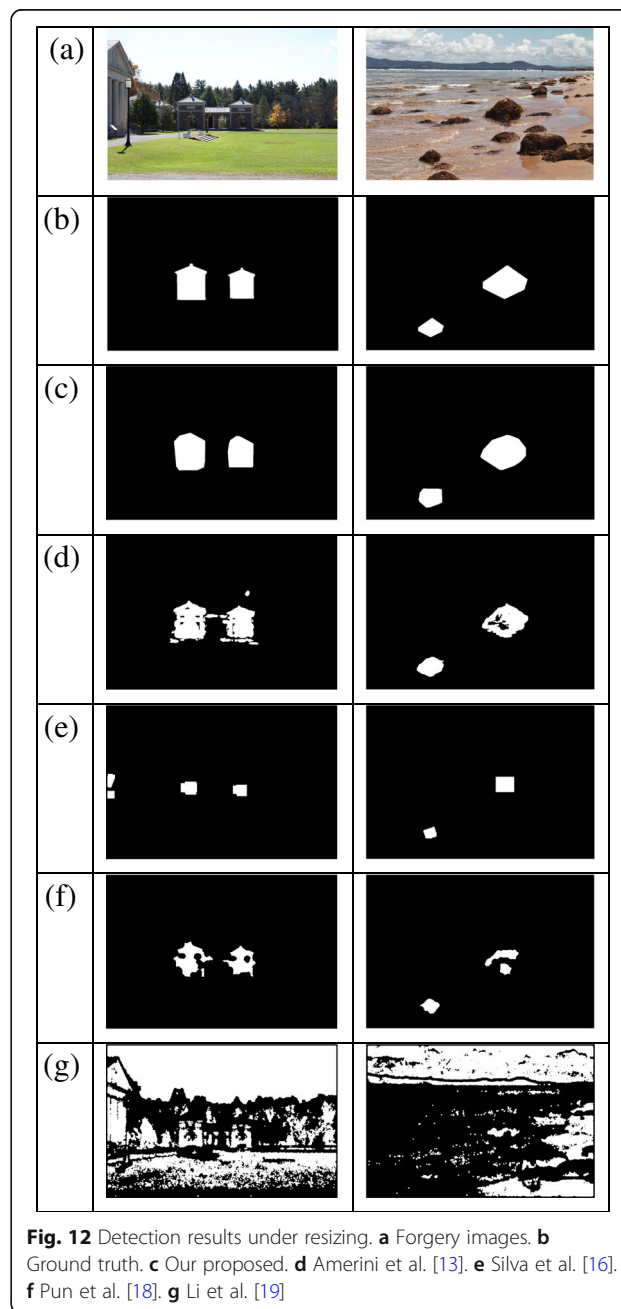 (a)
(b)
(c)
(d)
(e)
(f)
(g)
Fig. 12 Detection results under resizing. a Forgery images. b
Ground truth. c Our proposed. d Amerini et al. [13]. e Silva et al. [16].
f Pun et al. [18]. g Li et al. [19]